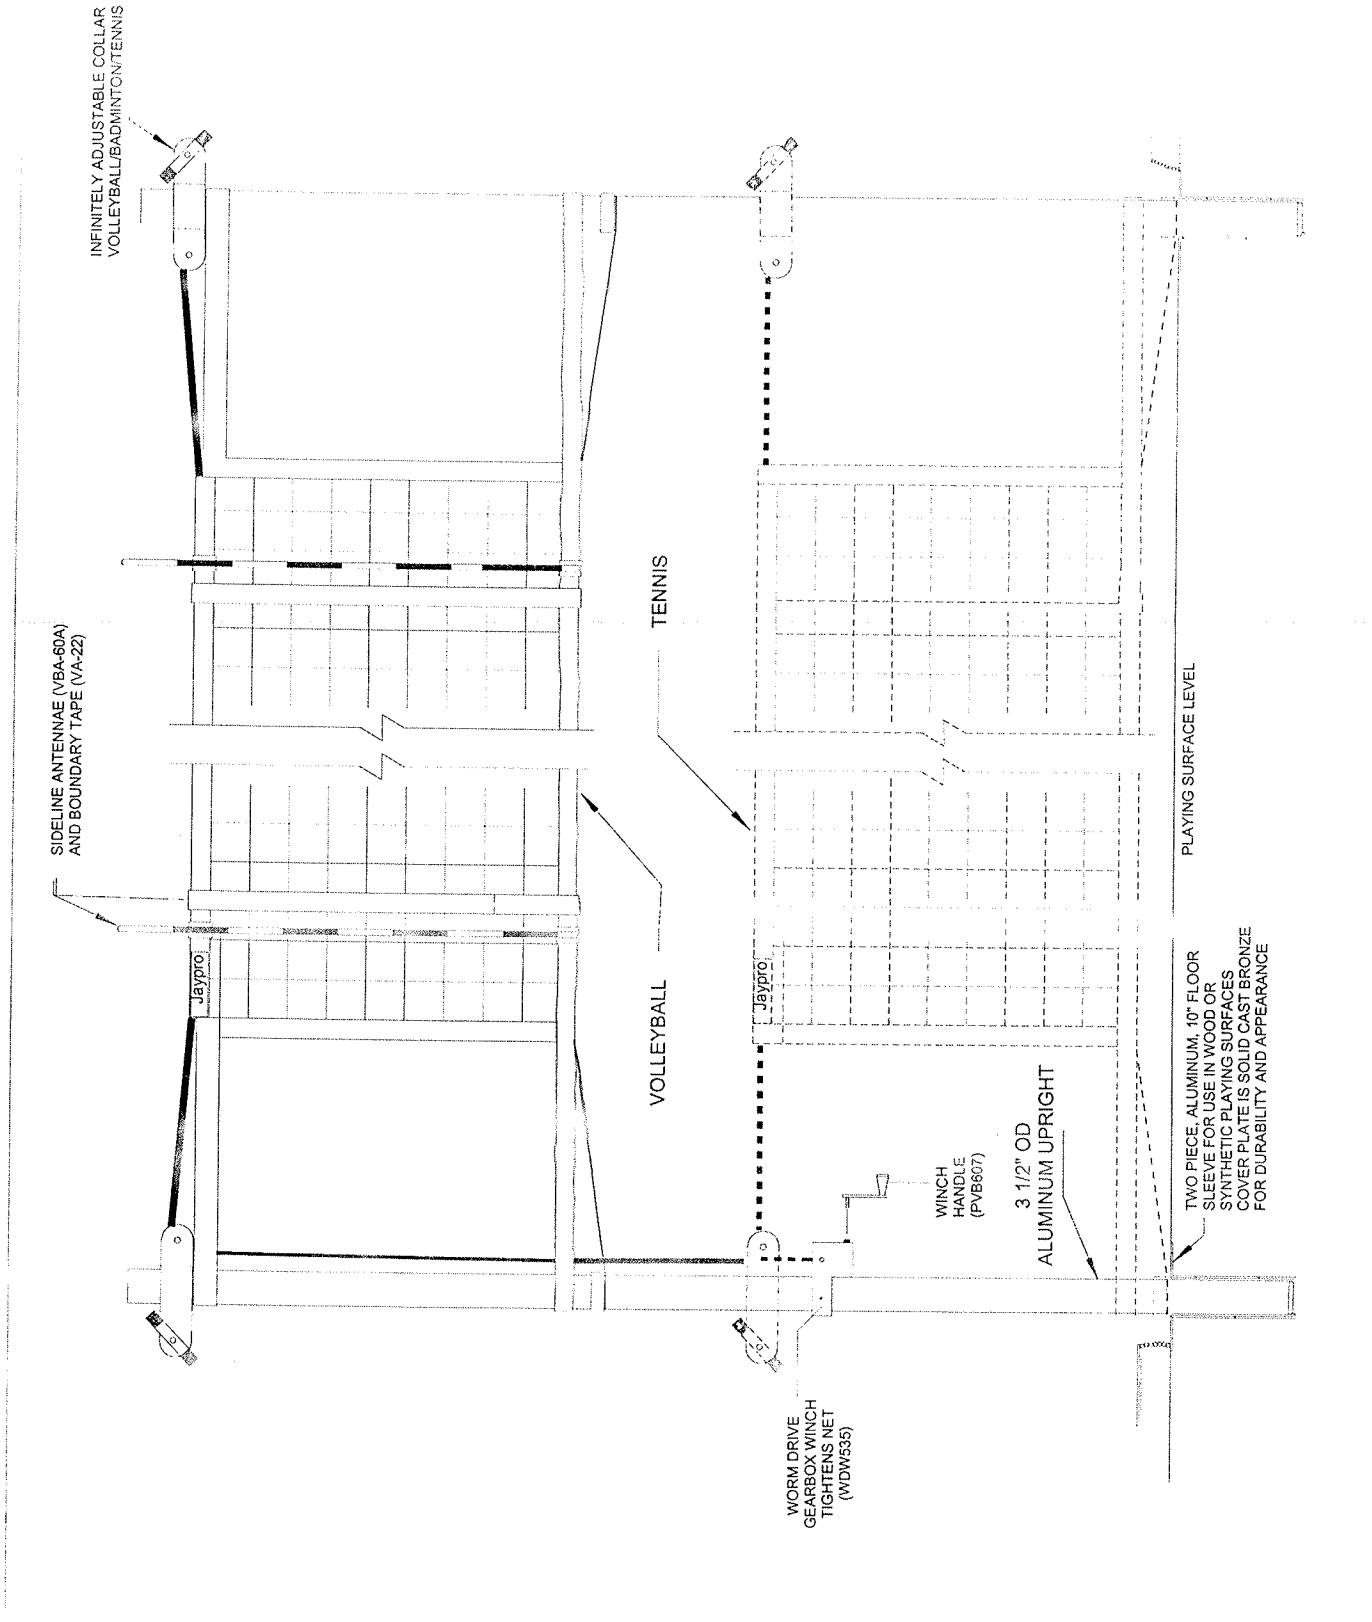 INFINITELY ADJUSTABLE COLLAR
VOLLEYBALL/BADMINTON/TENNIS
SIDELINE ANTENNAE (VBA-60A)
AND BOUNDARY TAPE (VA-22)
Jaypro
VOLLEYBALL
TENNIS
Jaypro
WINCH
HANDLE
(PVB607)
WORM DRIVE
GEARBOX WINCH
TIGHTENS NET
(WDW535)
3 1/2" OD
ALUMINUM UPRIGHT
PLAYING SURFACE LEVEL
TWO PIECE, ALUMINUM, 10" FLOOR
SLEEVE FOR USE IN WOOD OR
SYNTHETIC PLAYING SURFACES
COVER PLATE IS SOLID CAST BRONZE
FOR DURABILITY AND APPEARANCE